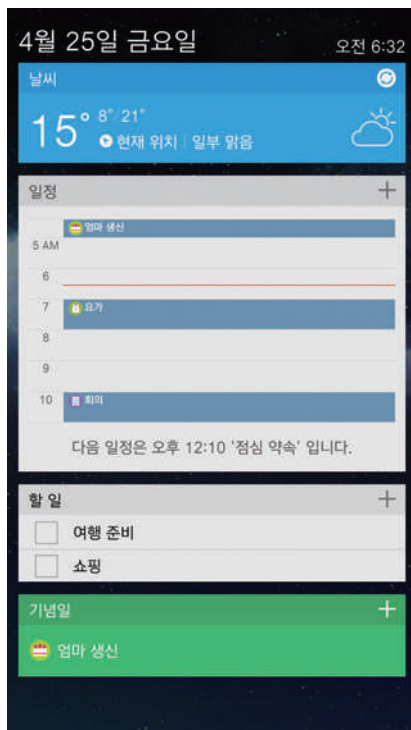 4월 25일 금요일
오전 6:32
날씨
15° 8°/21°
현재 위치 | 일부 맑음
일정 +
엄마 생신
5 AM
6
7 요가
8
9
10 회의
다음 일정은 오후 12:10 '점심 약속' 입니다.
할 일 +
여행 준비
쇼핑
기념일 +
엄마 생신